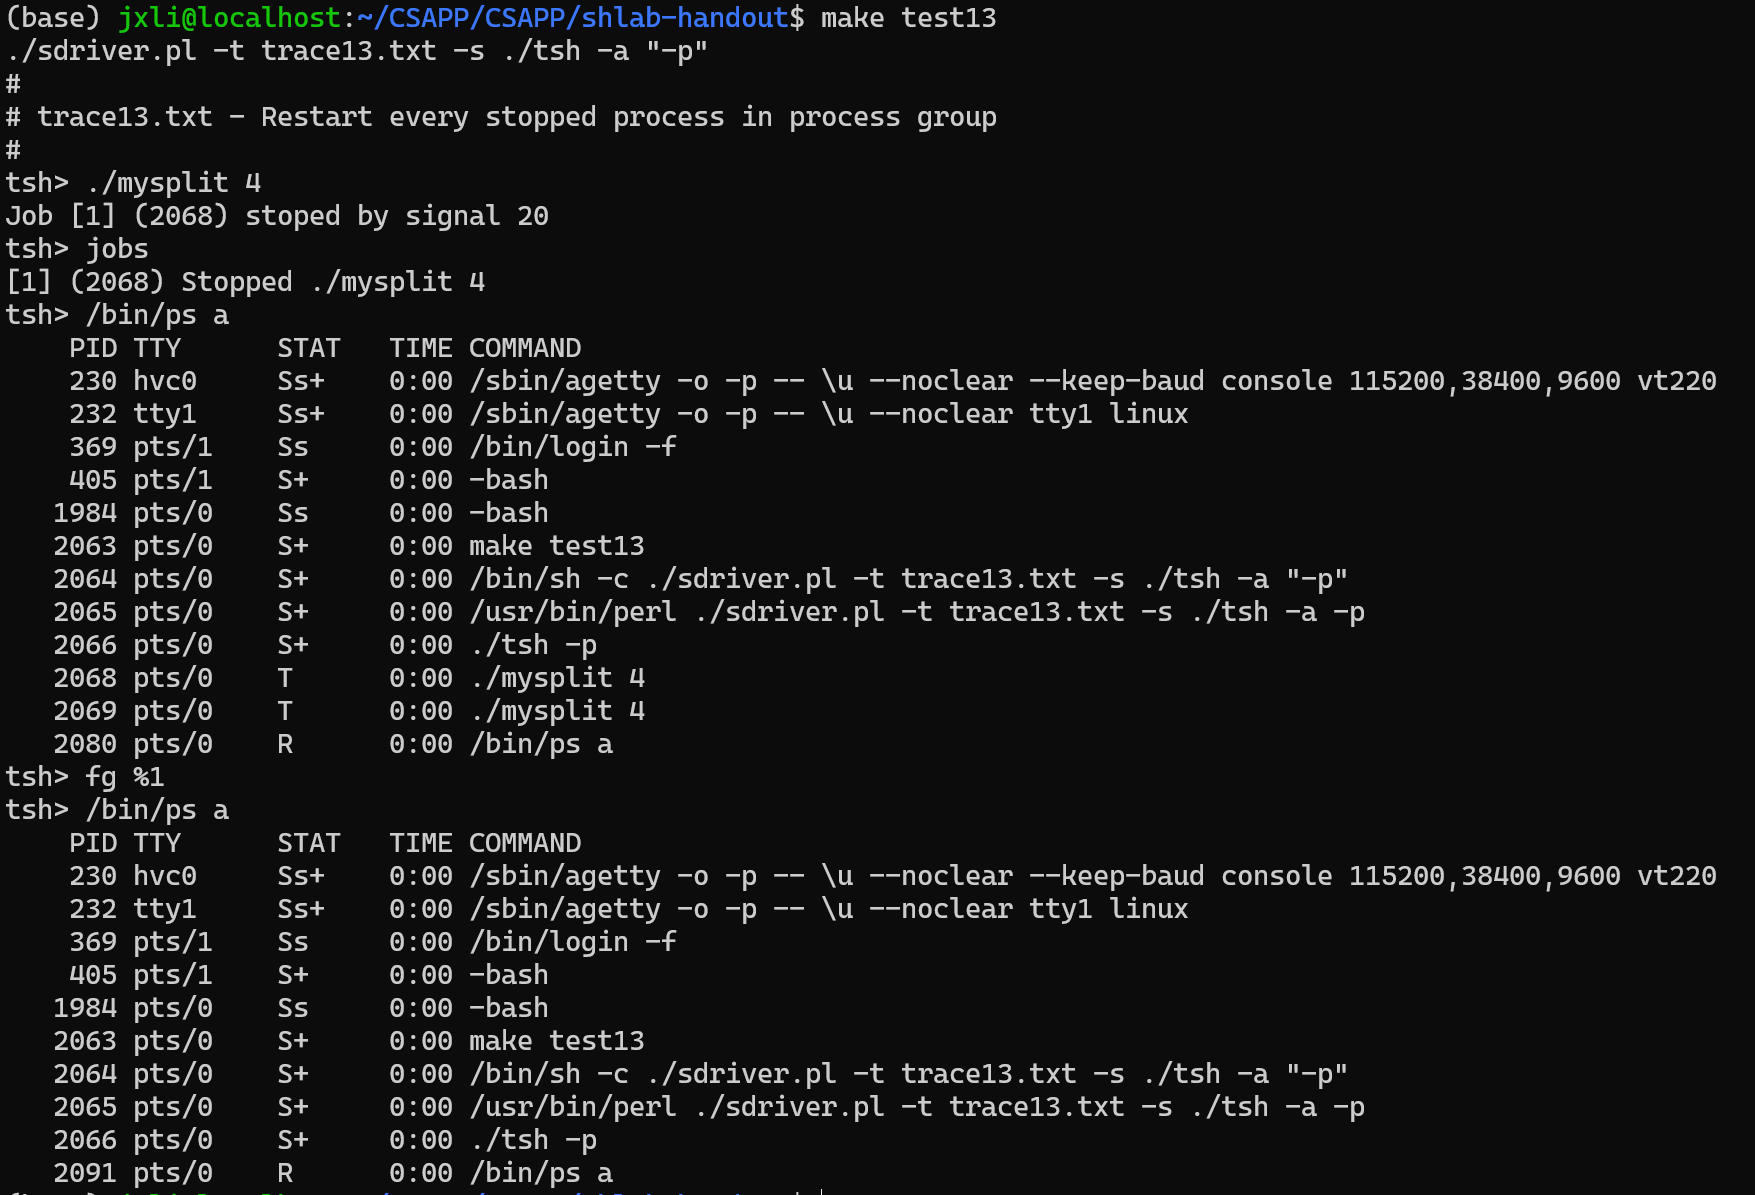 (base) jxli@localhost:~/CSAPP/CSAPP/shlab-handout$ make test13
./sdriver.pl -t trace13.txt -s ./tsh -a "-p"
#
# trace13.txt - Restart every stopped process in process group
#
tsh> ./mysplit 4
Job [1] (2068) stoped by signal 20
tsh> jobs
[1] (2068) Stopped ./mysplit 4
tsh> /bin/ps a
    PID TTY      STAT   TIME COMMAND
    230 hvc0     Ss+    0:00 /sbin/agetty -o -p -- \u --noclear --keep-baud console 115200,38400,9600 vt220
    232 tty1     Ss+    0:00 /sbin/agetty -o -p -- \u --noclear tty1 linux
    369 pts/1    Ss     0:00 /bin/login -f
    405 pts/1    S+     0:00 -bash
   1984 pts/0    Ss     0:00 -bash
   2063 pts/0    S+     0:00 make test13
   2064 pts/0    S+     0:00 /bin/sh -c ./sdriver.pl -t trace13.txt -s ./tsh -a "-p"
   2065 pts/0    S+     0:00 /usr/bin/perl ./sdriver.pl -t trace13.txt -s ./tsh -a -p
   2066 pts/0    S+     0:00 ./tsh -p
   2068 pts/0    T      0:00 ./mysplit 4
   2069 pts/0    T      0:00 ./mysplit 4
   2080 pts/0    R      0:00 /bin/ps a
tsh> fg %1
tsh> /bin/ps a
    PID TTY      STAT   TIME COMMAND
    230 hvc0     Ss+    0:00 /sbin/agetty -o -p -- \u --noclear --keep-baud console 115200,38400,9600 vt220
    232 tty1     Ss+    0:00 /sbin/agetty -o -p -- \u --noclear tty1 linux
    369 pts/1    Ss     0:00 /bin/login -f
    405 pts/1    S+     0:00 -bash
   1984 pts/0    Ss     0:00 -bash
   2063 pts/0    S+     0:00 make test13
   2064 pts/0    S+     0:00 /bin/sh -c ./sdriver.pl -t trace13.txt -s ./tsh -a "-p"
   2065 pts/0    S+     0:00 /usr/bin/perl ./sdriver.pl -t trace13.txt -s ./tsh -a -p
   2066 pts/0    S+     0:00 ./tsh -p
   2091 pts/0    R      0:00 /bin/ps a